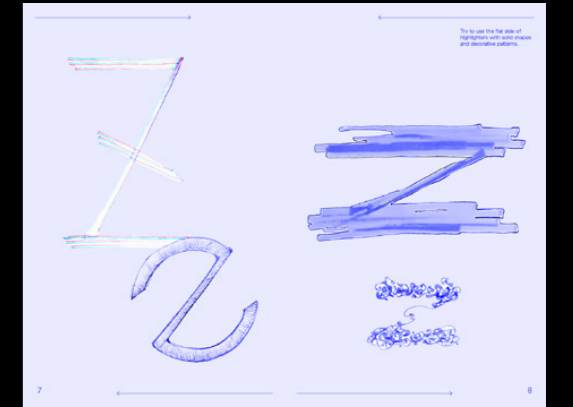 Try to use the flat side of
highlighters with solid shapes
and decorative patterns.
Z
Z
Z
Z
7
8